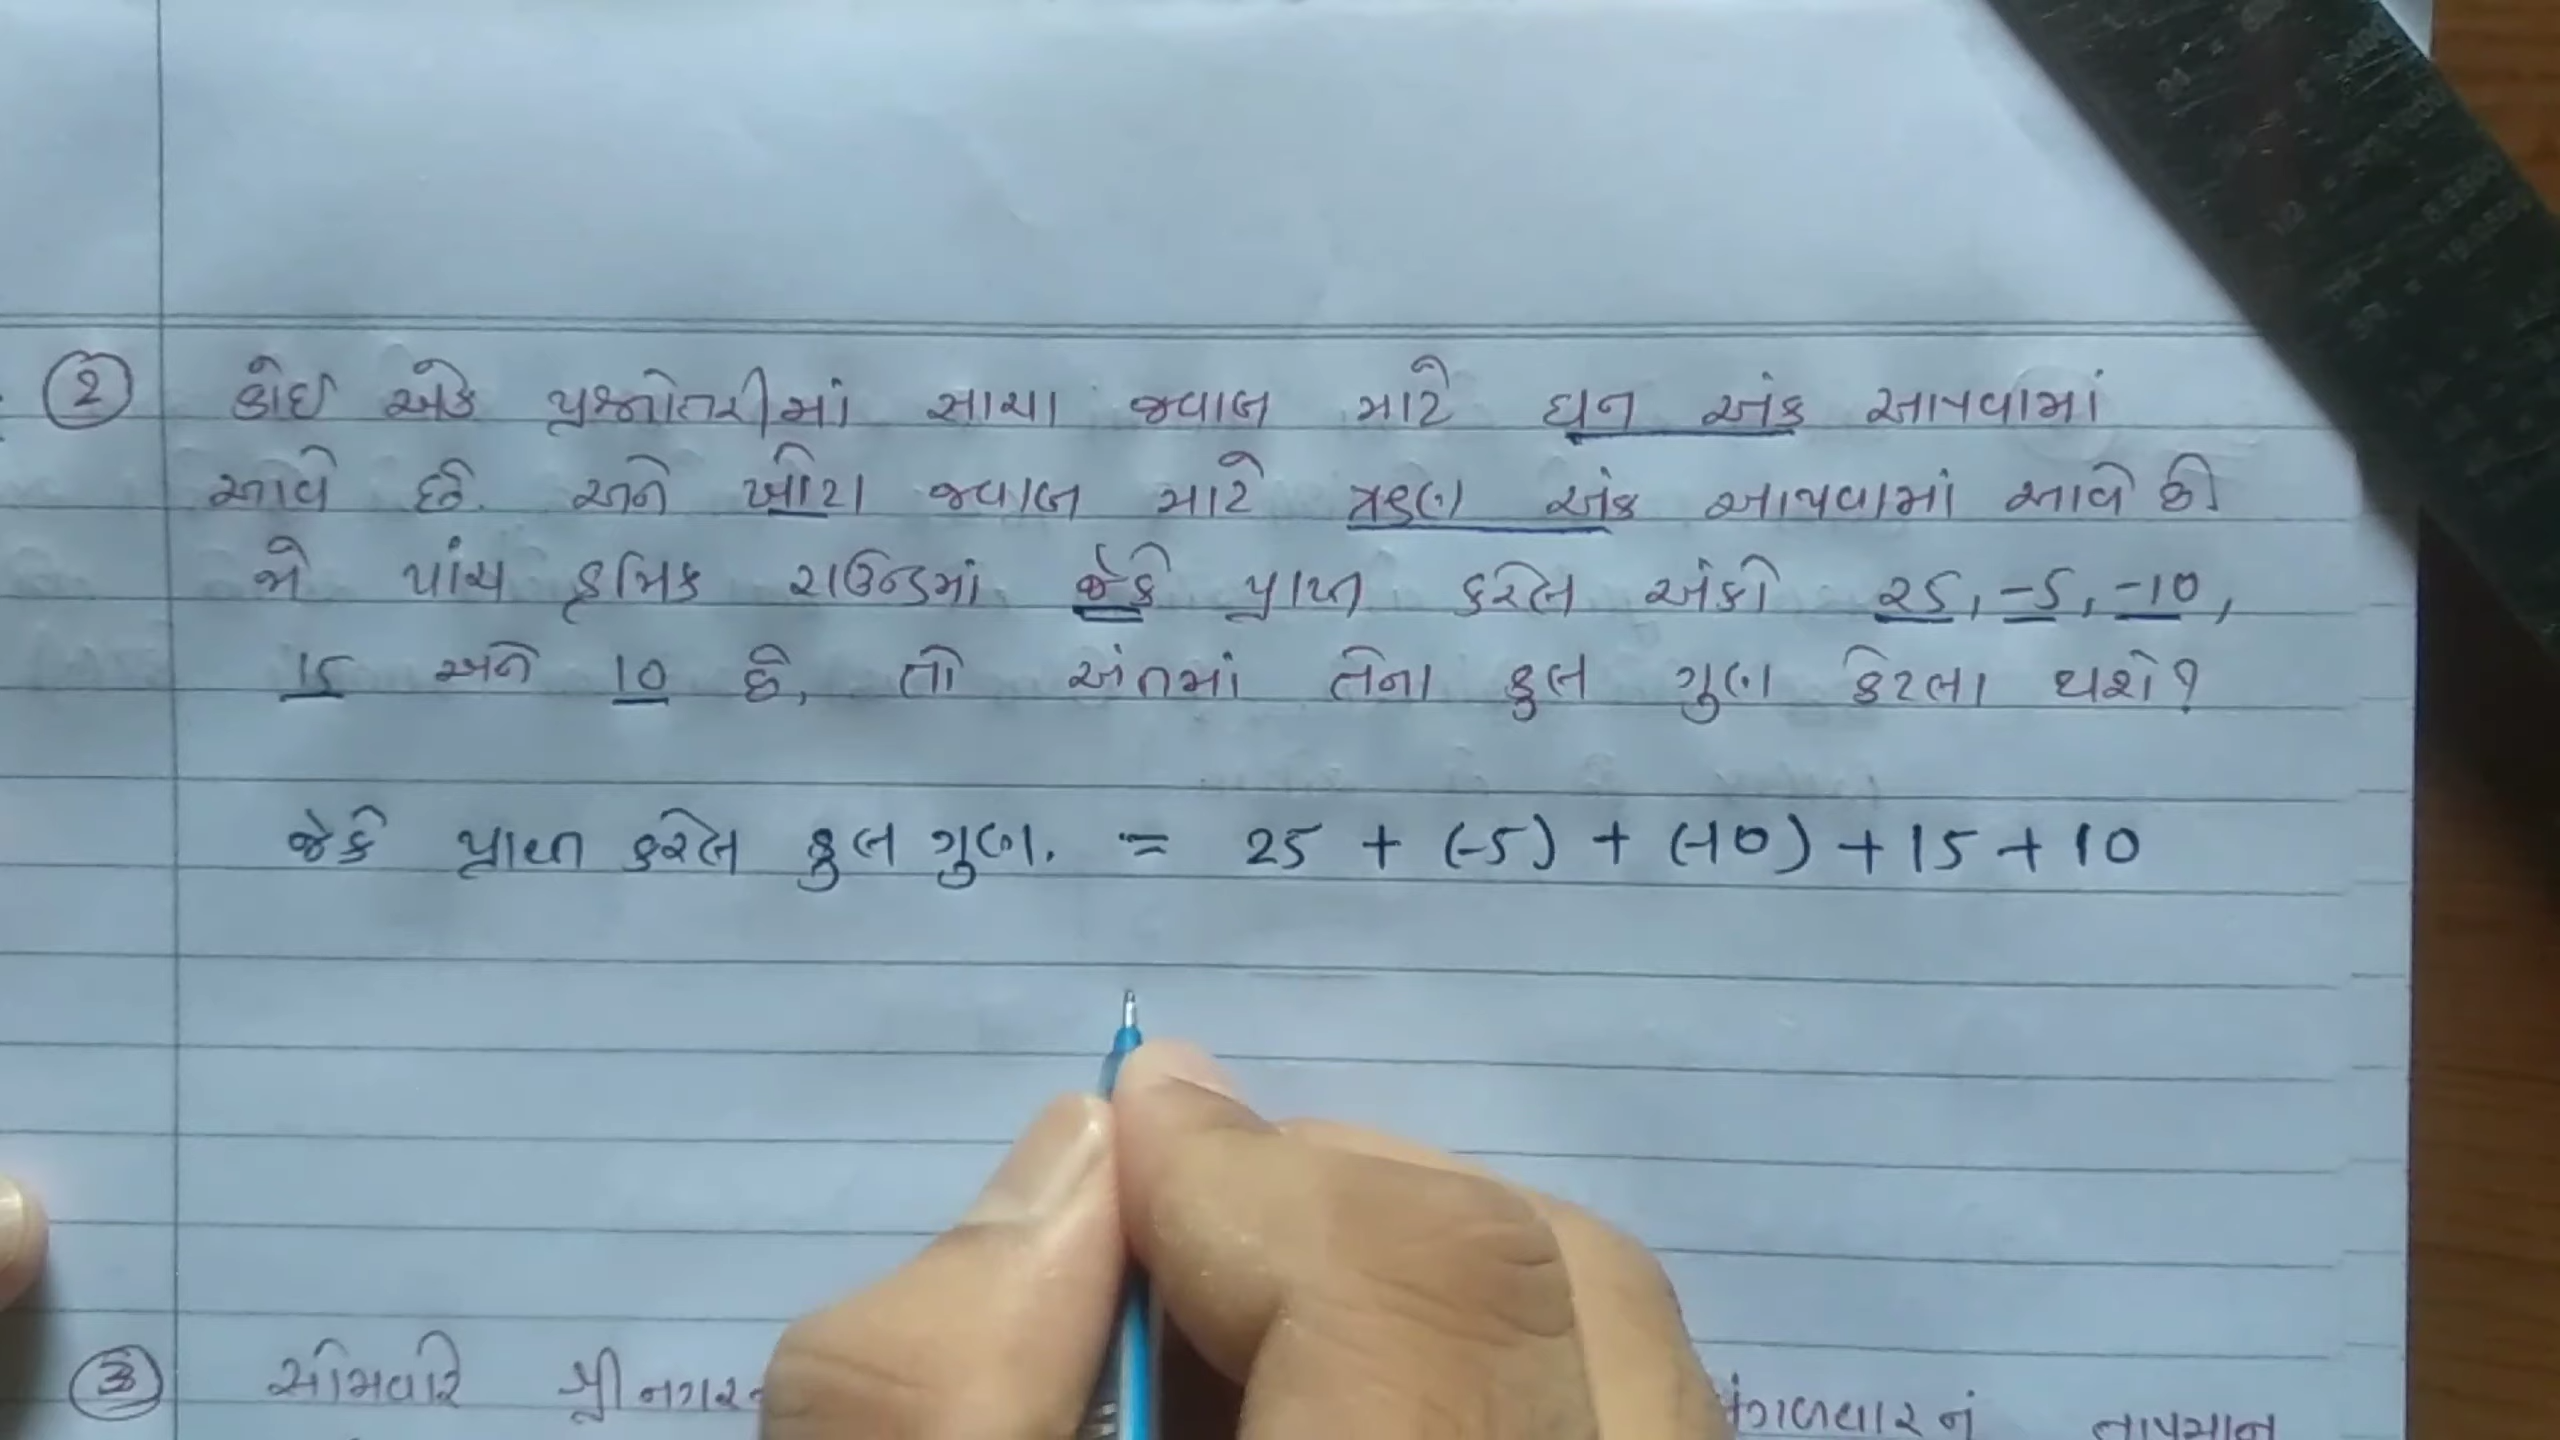 2 કોઈ એક પ્રશ્નોતરીમાં સાચા જવાબ માટે ધન અંક આપવામાં
આવે છે. અને ખોટા જવાબ માટે ઋણ અંક આપવામાં આવે છે
જો પાંચ ક્રમિક રાઉન્ડમાં જેકે પ્રાપ્ત કરેલ અંકો 25, -5, -10,
15 અને 10 છે, તો અંતમાં તેના કુલ ગુણ કેટલા થશે?
જેકે પ્રાપ્ત કરેલ કુલ ગુણ. = 25 + (-5) + (-10) + 15 + 10
3 સોમવારે શ્રીનગર તાપમાન